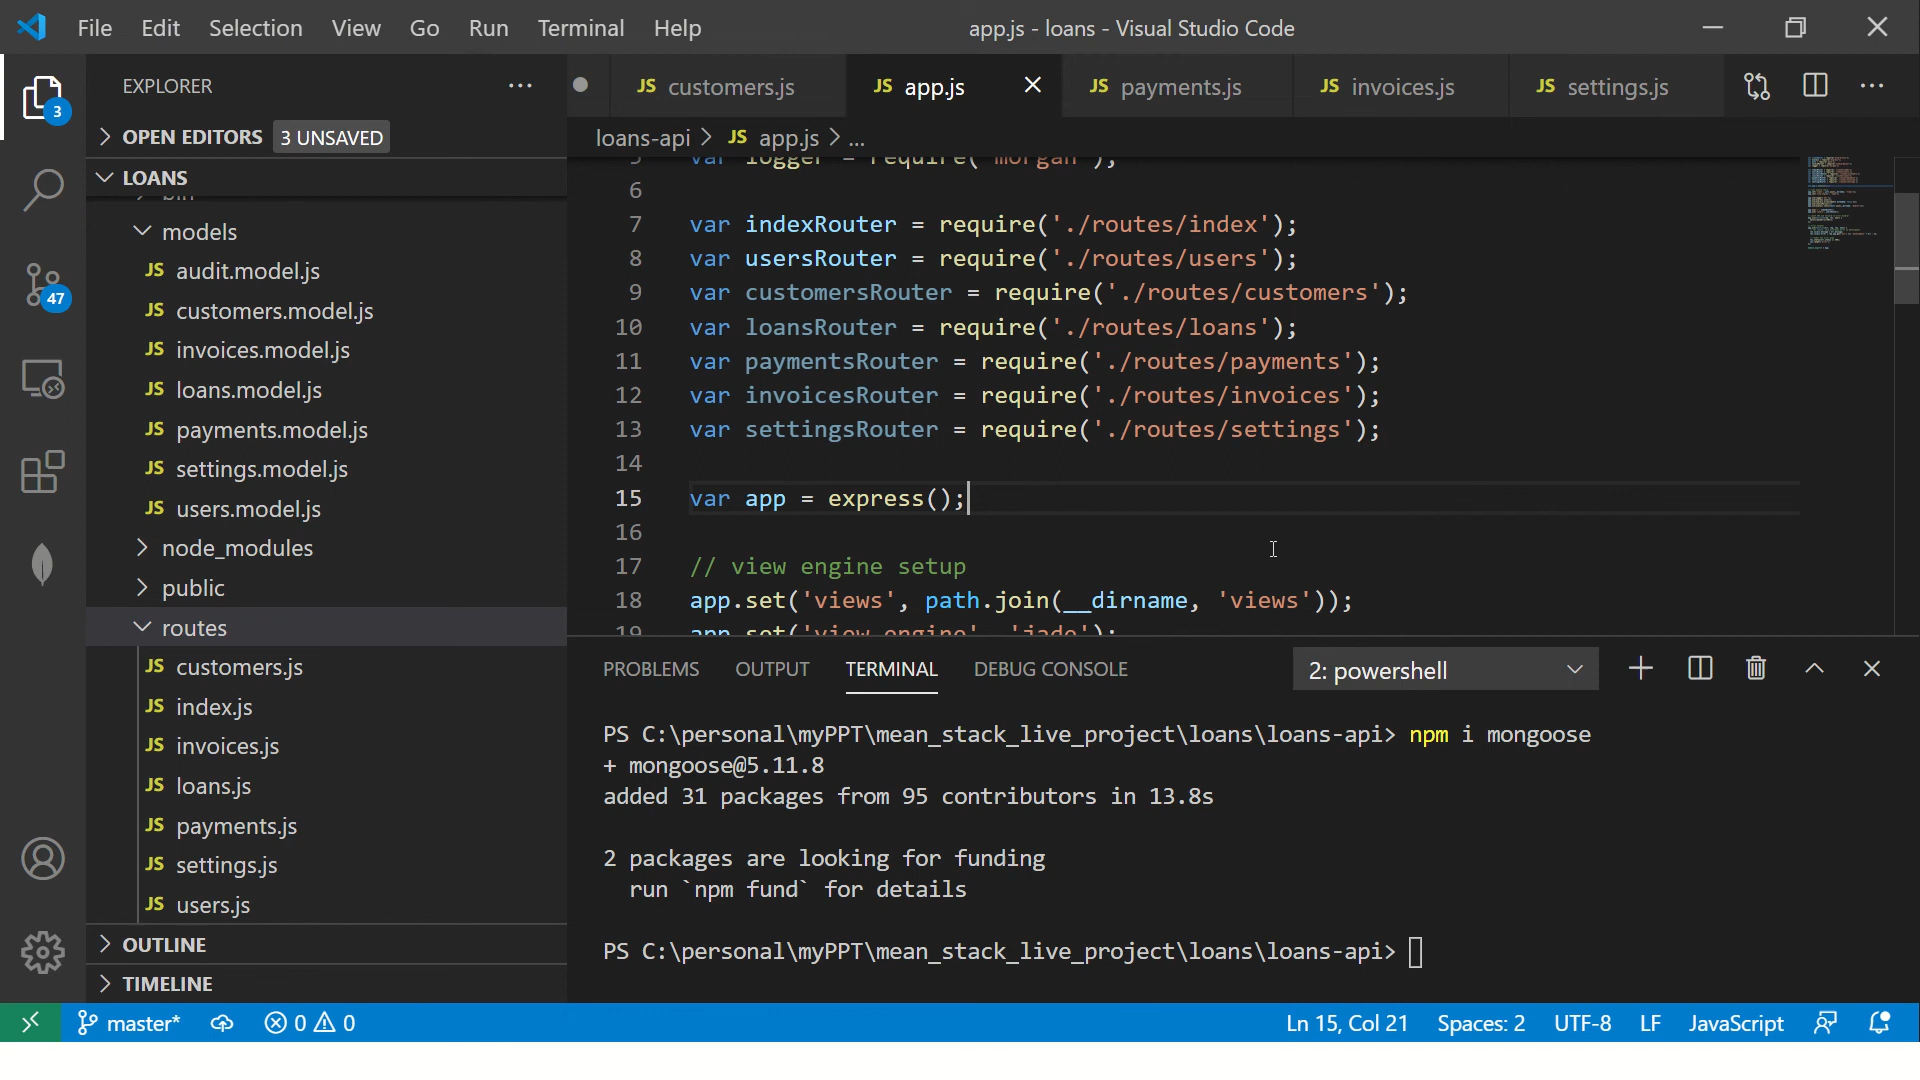 File Edit Selection View Go Run Terminal Help
app.js - loans - Visual Studio Code
EXPLORER
3
OPEN EDITORS 3 UNSAVED
LOANS
bin
models
JS audit.model.js
JS customers.model.js
JS invoices.model.js
JS loans.model.js
JS payments.model.js
JS settings.model.js
JS users.model.js
node_modules
public
routes
JS customers.js
JS index.js
JS invoices.js
JS loans.js
JS payments.js
JS settings.js
JS users.js
OUTLINE
TIMELINE
47
JS customers.js
JS app.js
JS payments.js
JS invoices.js
JS settings.js
loans-api > JS app.js > ...
5 var logger = require('morgan');
6
7 var indexRouter = require('./routes/index');
8 var usersRouter = require('./routes/users');
9 var customersRouter = require('./routes/customers');
10 var loansRouter = require('./routes/loans');
11 var paymentsRouter = require('./routes/payments');
12 var invoicesRouter = require('./routes/invoices');
13 var settingsRouter = require('./routes/settings');
14
15 var app = express();
16
17 // view engine setup
18 app.set('views', path.join(__dirname, 'views'));
19 app.set('view engine', 'jade');
PROBLEMS OUTPUT TERMINAL DEBUG CONSOLE
2: powershell
PS C:\personal\myPPT\mean_stack_live_project\loans\loans-api> npm i mongoose
+ mongoose@5.11.8
added 31 packages from 95 contributors in 13.8s
2 packages are looking for funding
run `npm fund` for details
PS C:\personal\myPPT\mean_stack_live_project\loans\loans-api>
master* 0 0
Ln 15, Col 21 Spaces: 2 UTF-8 LF JavaScript